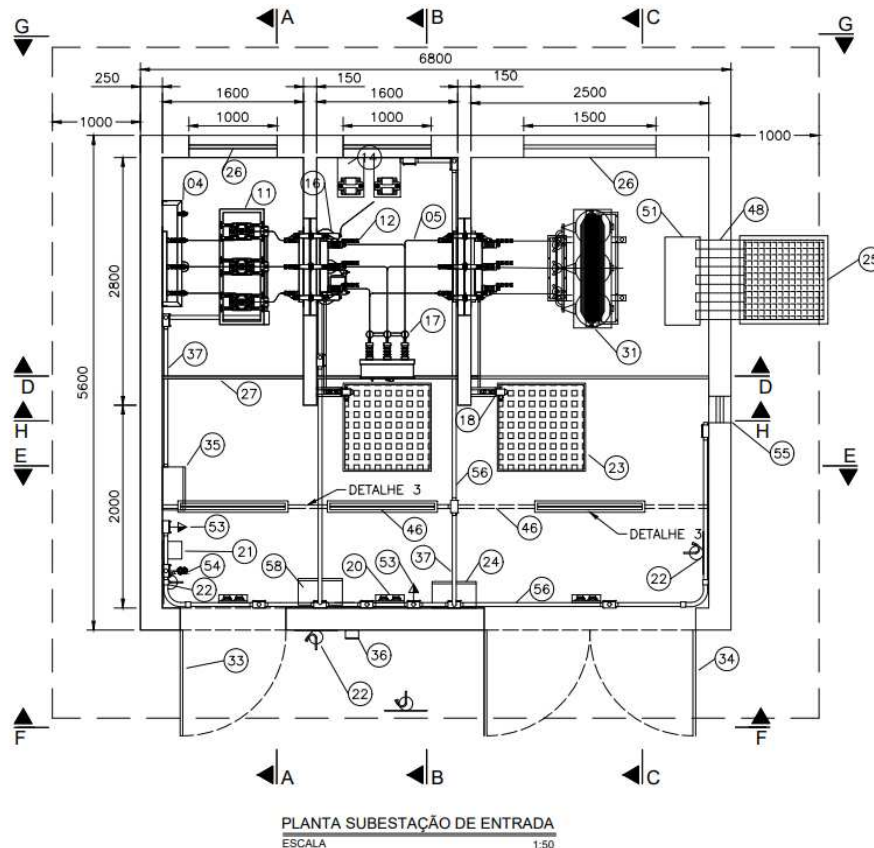 A B C
G G
6800
250 150 150
1600 1600 2500
1000 1000 1000 1500 1000
14
26 26
04 11 16 12 05 51 48
25
2800
17
31
37
D D
27
5600
H 18 H
35
E 23 55 E
56
DETALHE 3
2000
46 46 DETALHE 3
53
21 37 24
54 58 20 53 22
22 56
36
33 22 34
F F
A B C
PLANTA SUBESTAÇÃO DE ENTRADA
ESCALA 1:50